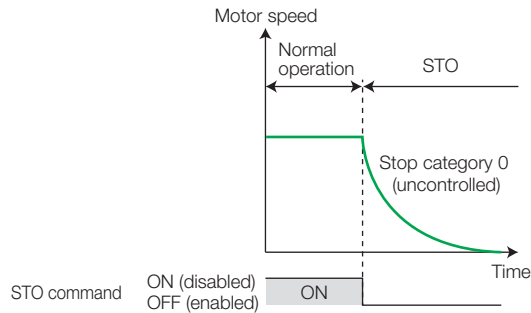 Motor speed
Normal
operation
STO
Stop category 0
(uncontrolled)
Time
STO command
ON (disabled)
OFF (enabled)
ON